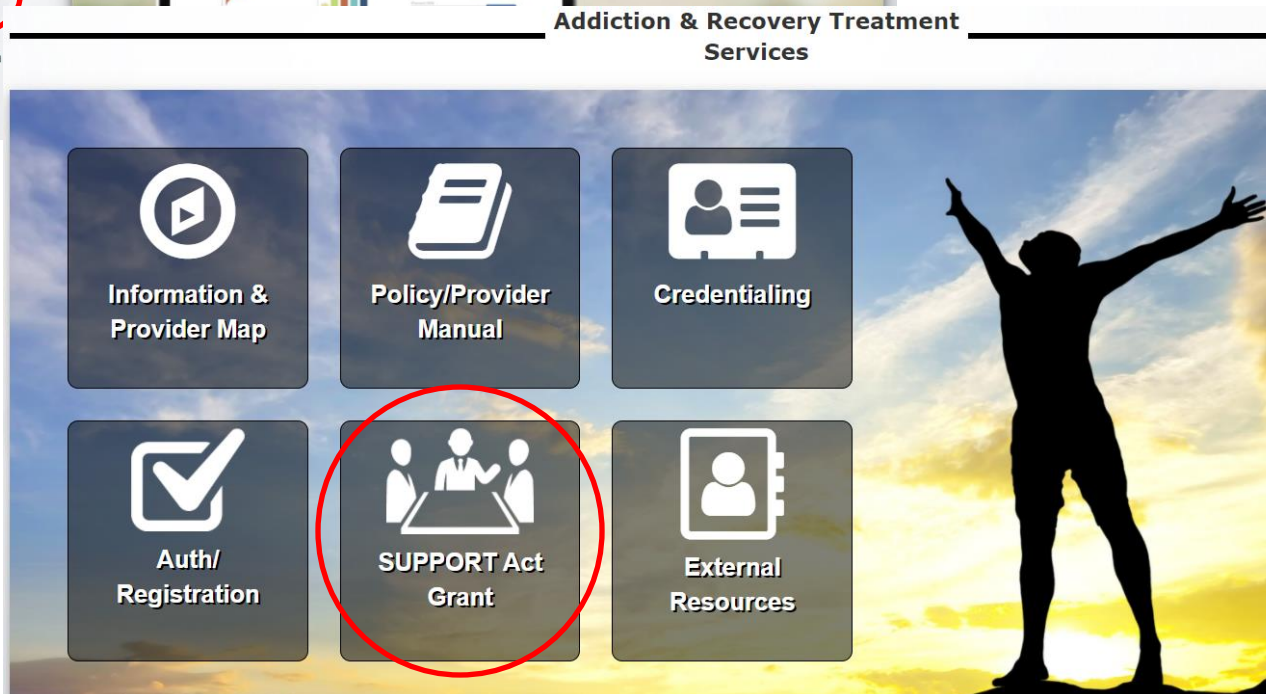 Addiction & Recovery Treatment
Services
Information &
Provider Map
Policy/Provider
Manual
Credentialing
Auth/
Registration
SUPPORT Act
Grant
External
Resources